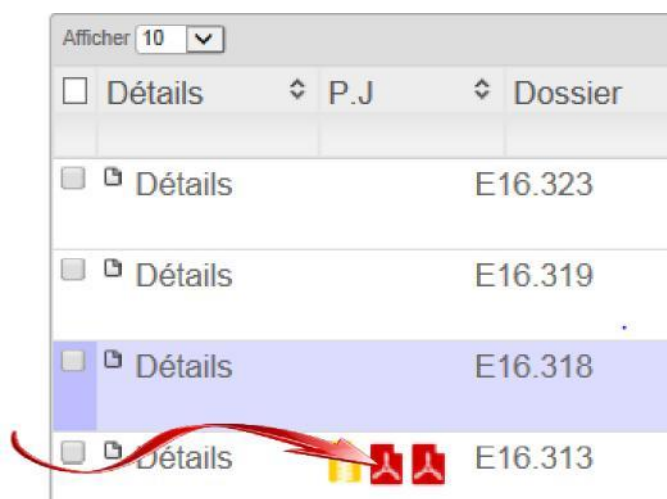 Afficher 10
Détails P.J Dossier
Détails E16.323
Détails E16.319
Détails E16.318
Détails E16.313